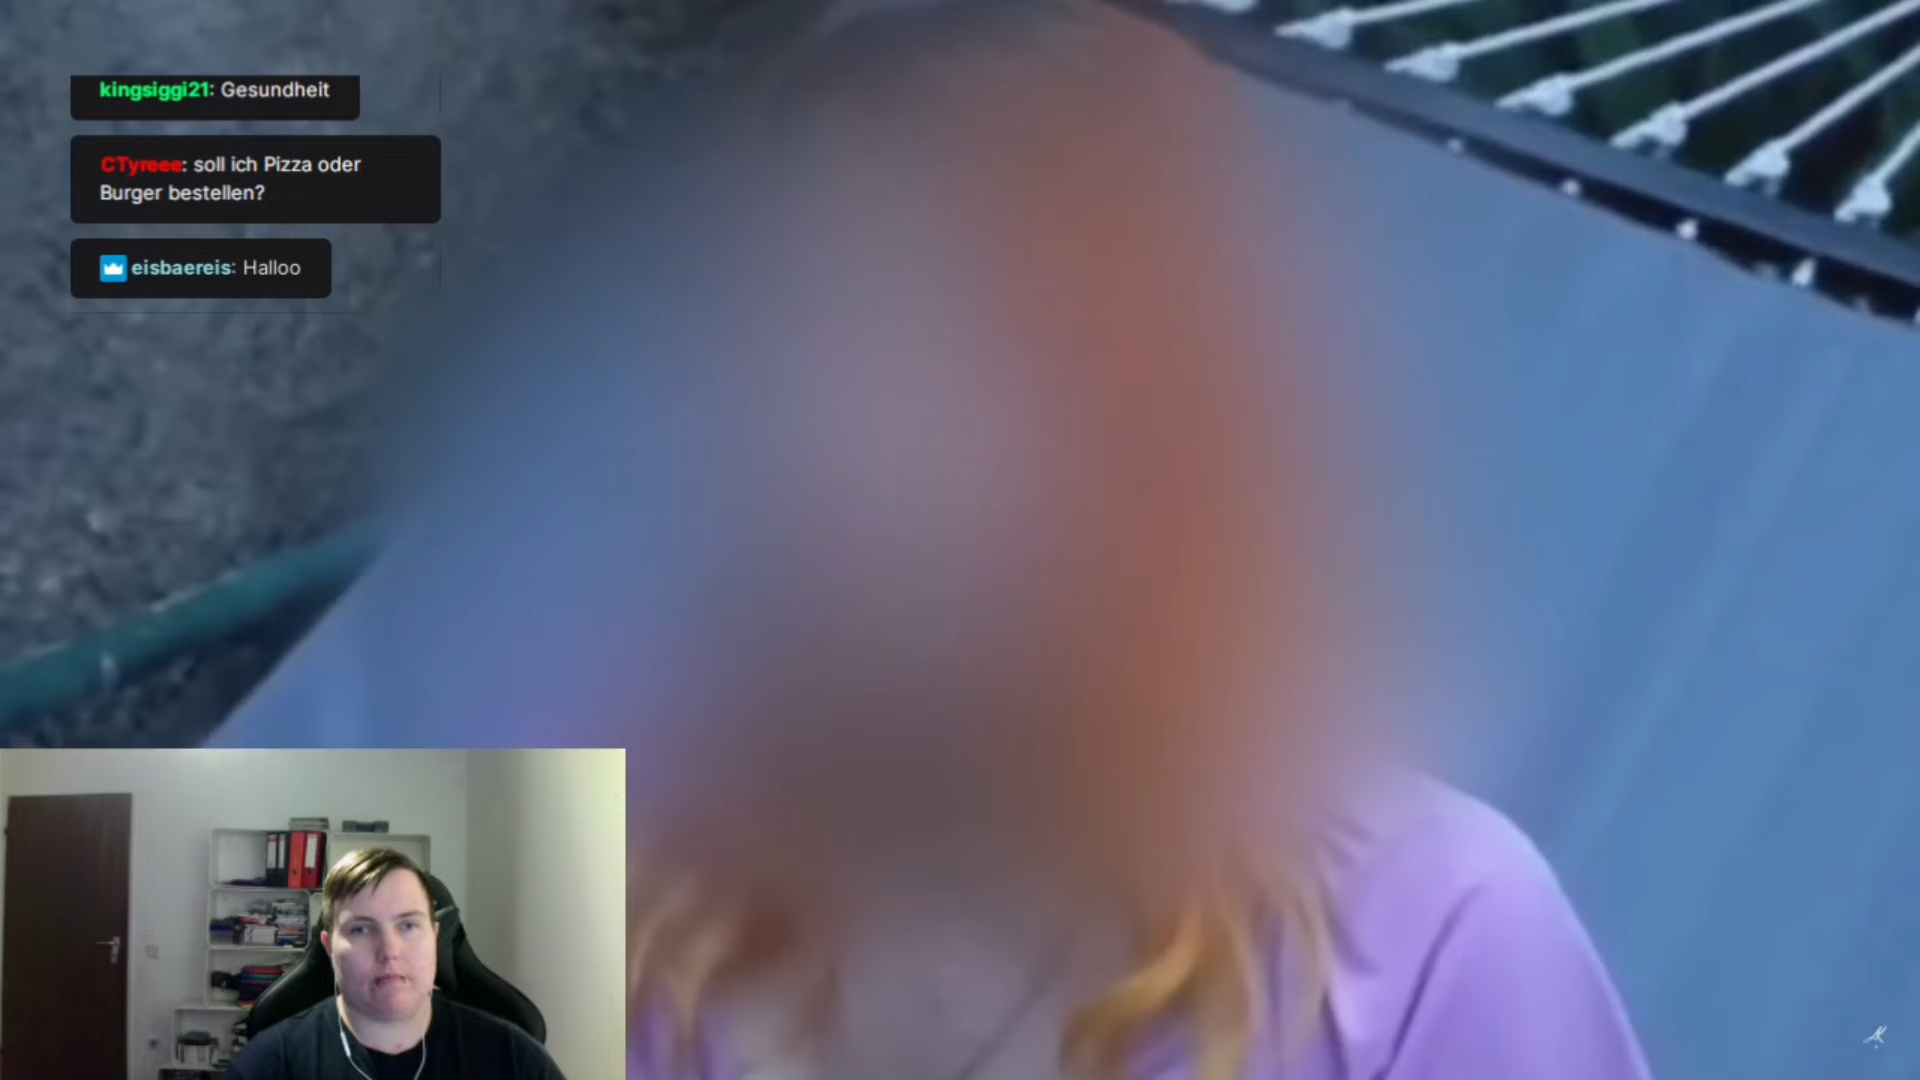 kingsiggi21: Gesundheit
CTyreee: soll ich Pizza oder
Burger bestellen?
eisbaereis: Halloo